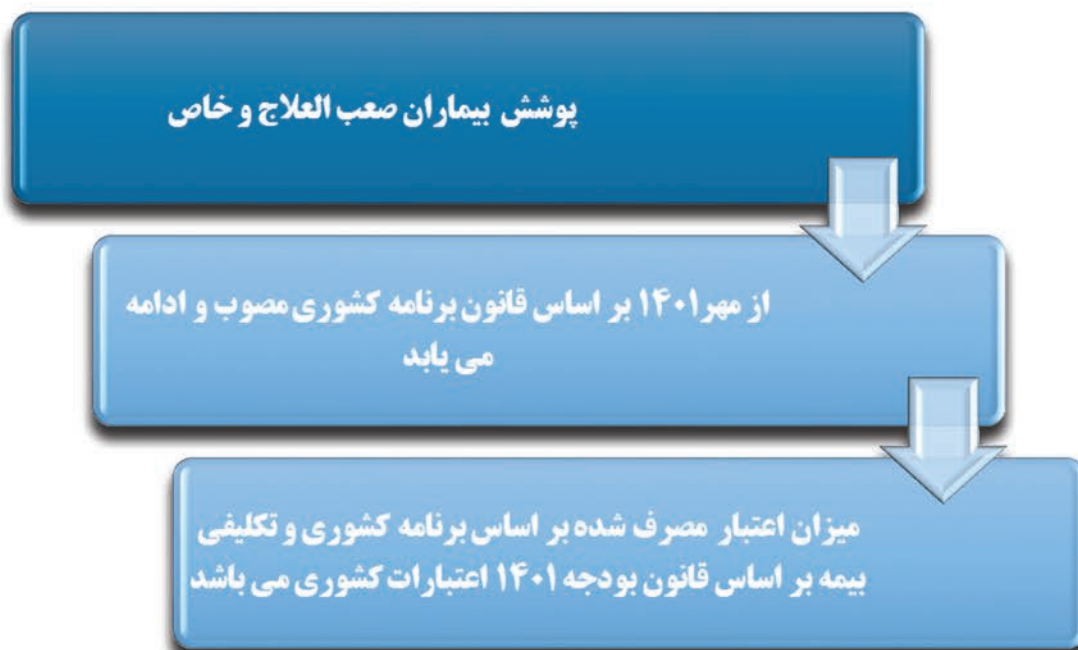 پوشش بیماران صعب العلاج و خاص
از مهر۱۴۰۱ بر اساس قانون برنامه کشوری مصوب و ادامه
می یابد
میزان اعتبار مصرف شده بر اساس برنامه کشوری و تکلیفی
بیمه بر اساس قانون بودجه ۱۴۰۱ اعتبارات کشوری می باشد